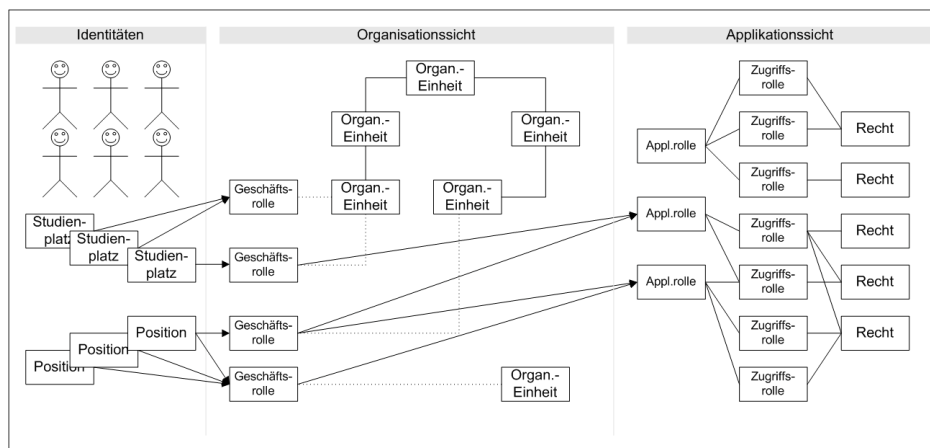 Identitäten
Organisationssicht
Applikationssicht
Organ.-
Einheit
Organ.-
Einheit
Organ.-
Einheit
Organ.-
Einheit
Organ.-
Einheit
Organ.-
Einheit
Studien-
platz
Studien-
platz
Studien-
platz
Position
Position
Position
Geschäfts-
rolle
Geschäfts-
rolle
Geschäfts-
rolle
Geschäfts-
rolle
Appl.rolle
Appl.rolle
Appl.rolle
Zugriffs-
rolle
Zugriffs-
rolle
Zugriffs-
rolle
Zugriffs-
rolle
Zugriffs-
rolle
Zugriffs-
rolle
Zugriffs-
rolle
Recht
Recht
Recht
Recht
Recht